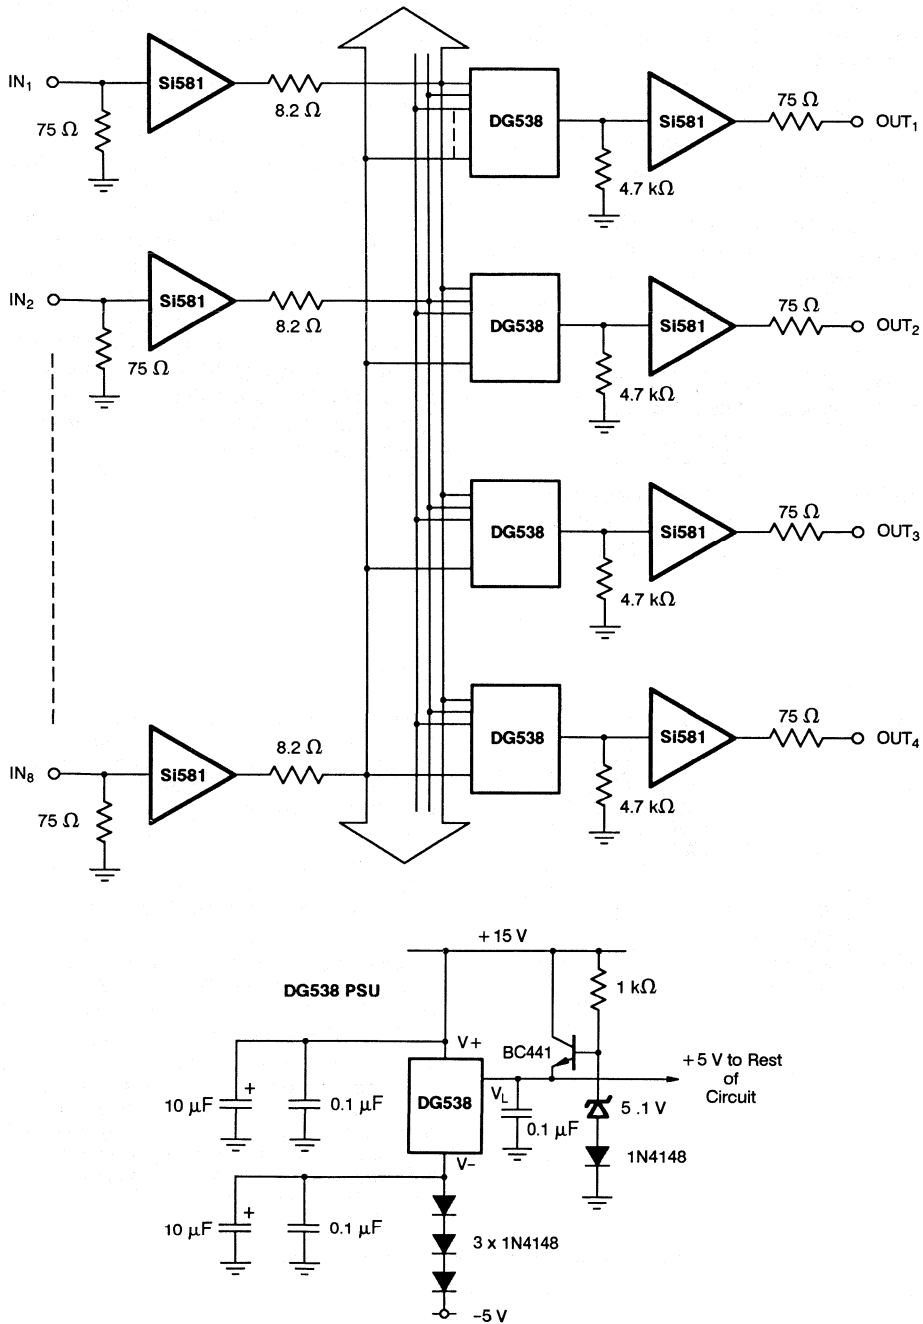 IN1
Si581
75 Ω
8.2 Ω
DG538
Si581
4.7 kΩ
75 Ω
OUT1
IN2
Si581
75 Ω
8.2 Ω
DG538
Si581
4.7 kΩ
75 Ω
OUT2
DG538
Si581
4.7 kΩ
75 Ω
OUT3
IN8
Si581
75 Ω
8.2 Ω
DG538
Si581
4.7 kΩ
75 Ω
OUT4
+15 V
DG538 PSU
1 kΩ
V+
BC441
+5 V to Rest
of
Circuit
10 µF
+
0.1 µF
DG538
VL
0.1 µF
5 .1 V
V–
1N4148
10 µF
+
0.1 µF
3 x 1N4148
-5 V